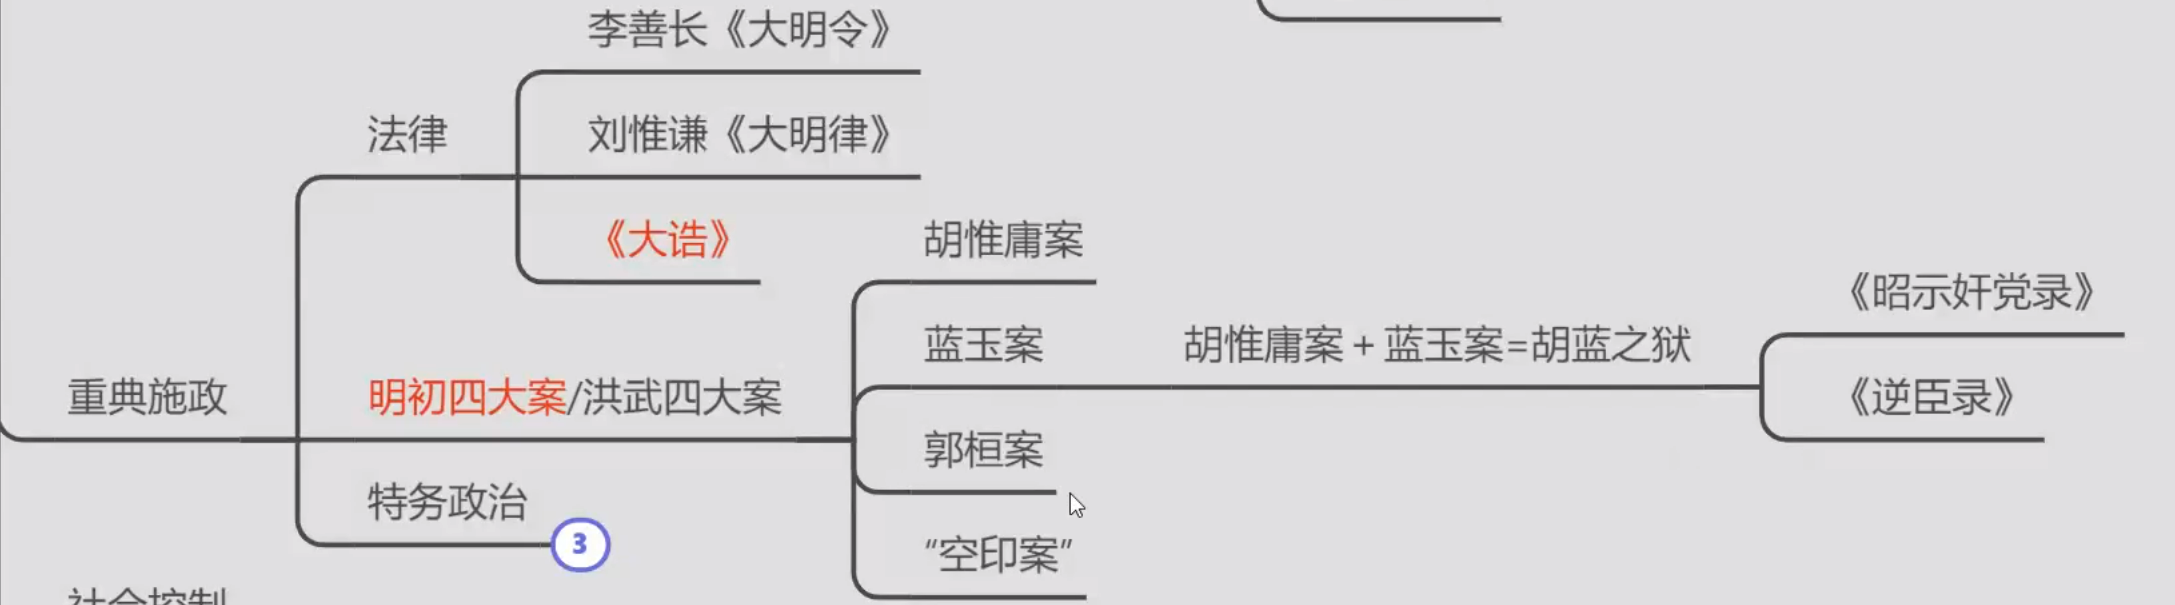 李善长《大明令》
法律
刘惟谦《大明律》
《大诰》
胡惟庸案
蓝玉案
胡惟庸案+蓝玉案=胡蓝之狱
《昭示奸党录》
《逆臣录》
重典施政
明初四大案/洪武四大案
郭桓案
特务政治
3
“空印案”
社会控制